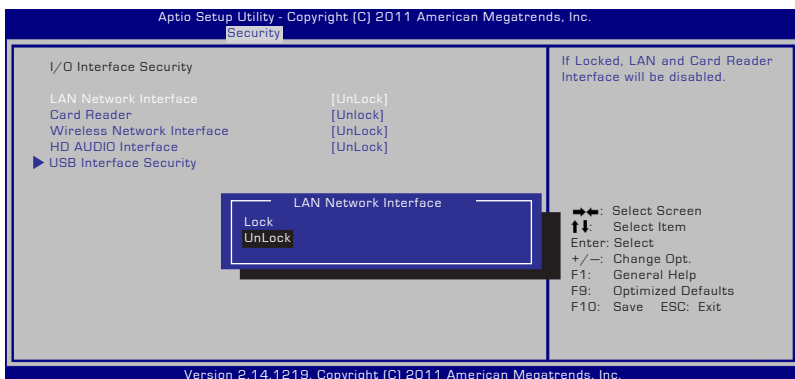 Aptio Setup Utility - Copyright (C) 2011 American Megatrends, Inc.
Security
I/O Interface Security
LAN Network Interface [UnLock]
Card Reader [Unlock]
Wireless Network Interface [UnLock]
HD AUDIO Interface [UnLock]
USB Interface Security
If Locked, LAN and Card Reader
Interface will be disabled.
LAN Network Interface
Lock
UnLock
→←: Select Screen
↑↓: Select Item
Enter: Select
+/—: Change Opt.
F1: General Help
F9: Optimized Defaults
F10: Save ESC: Exit
Version 2.14.1219. Copyright (C) 2011 American Megatrends, Inc.